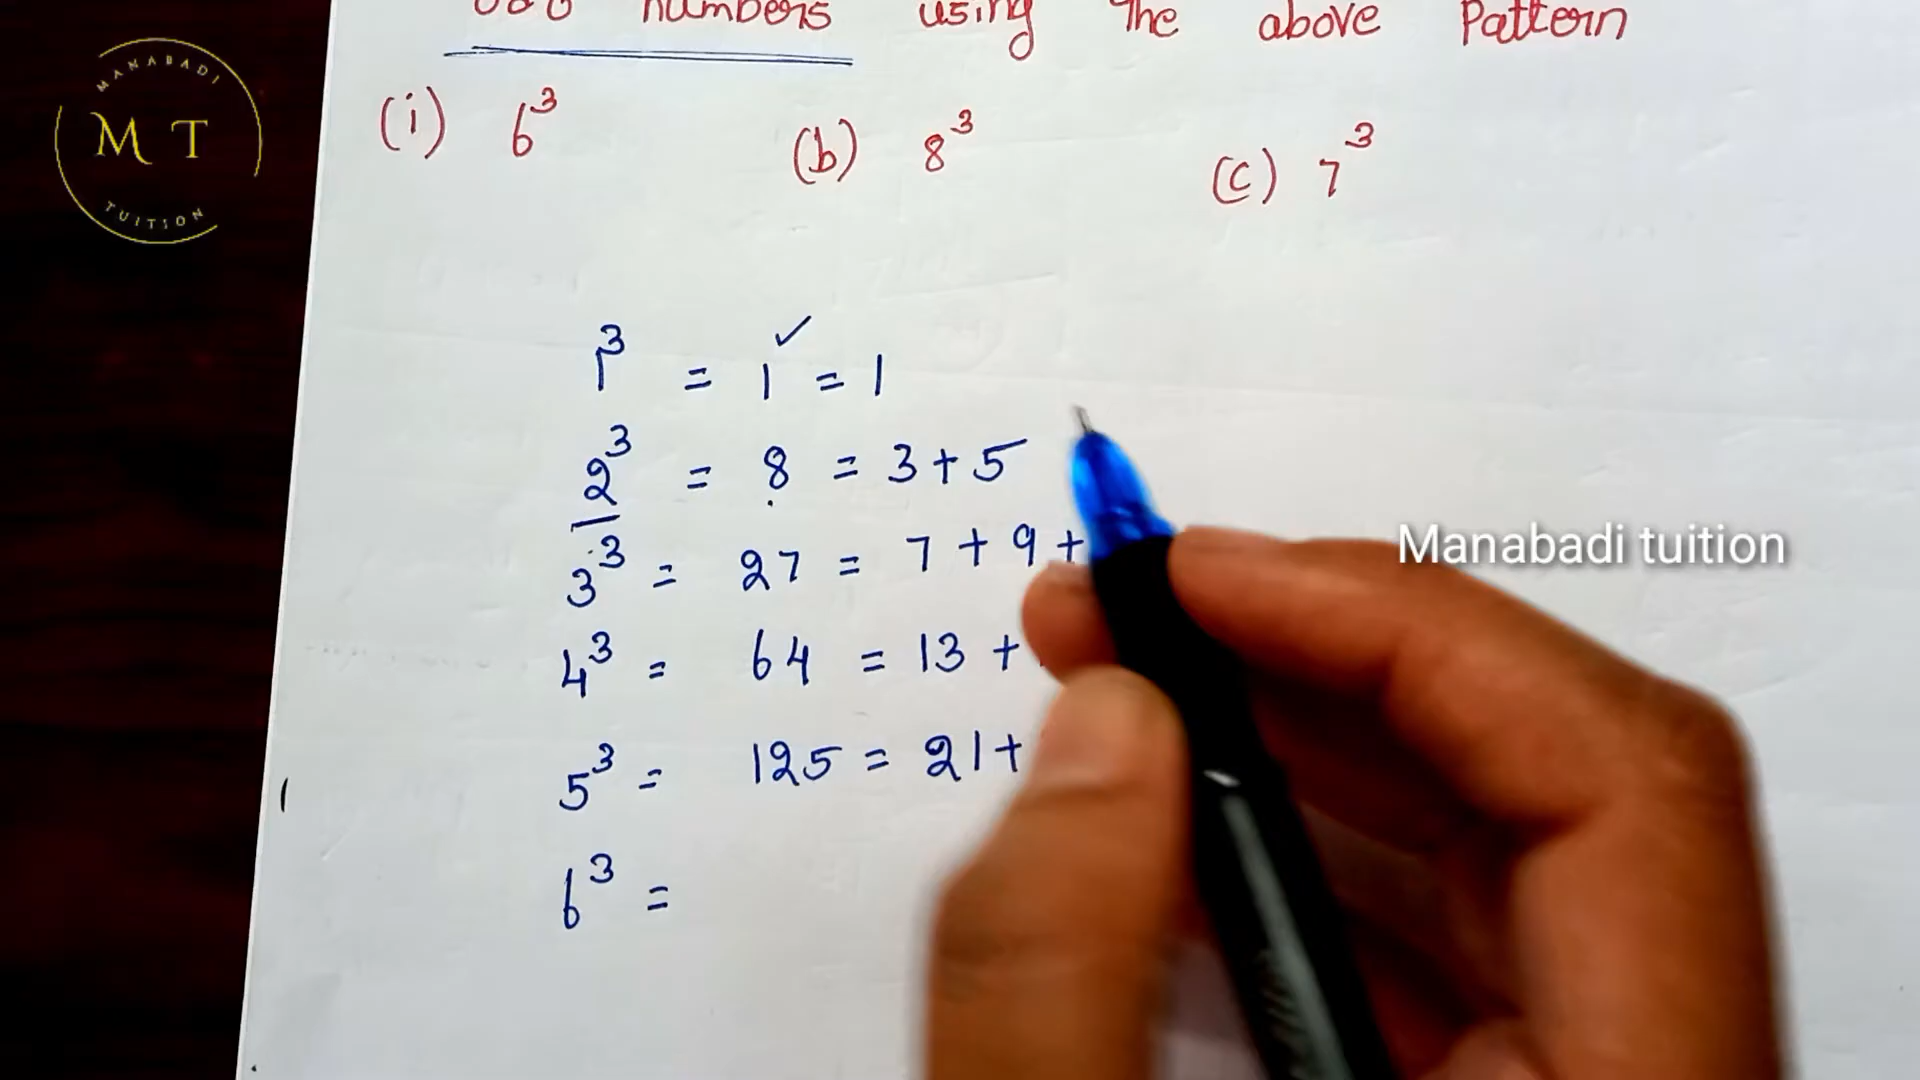 numbers using the above Pattern
MANABADI
MT
TUITION
(i) 6³ (b) 8³ (c) 7³
1³ = 1 ✓ = 1
2³ = 8 = 3 + 5
3³ = 27 = 7 + 9 +
4³ = 64 = 13 +
5³ = 125 = 21 +
6³ =
Manabadi tuition